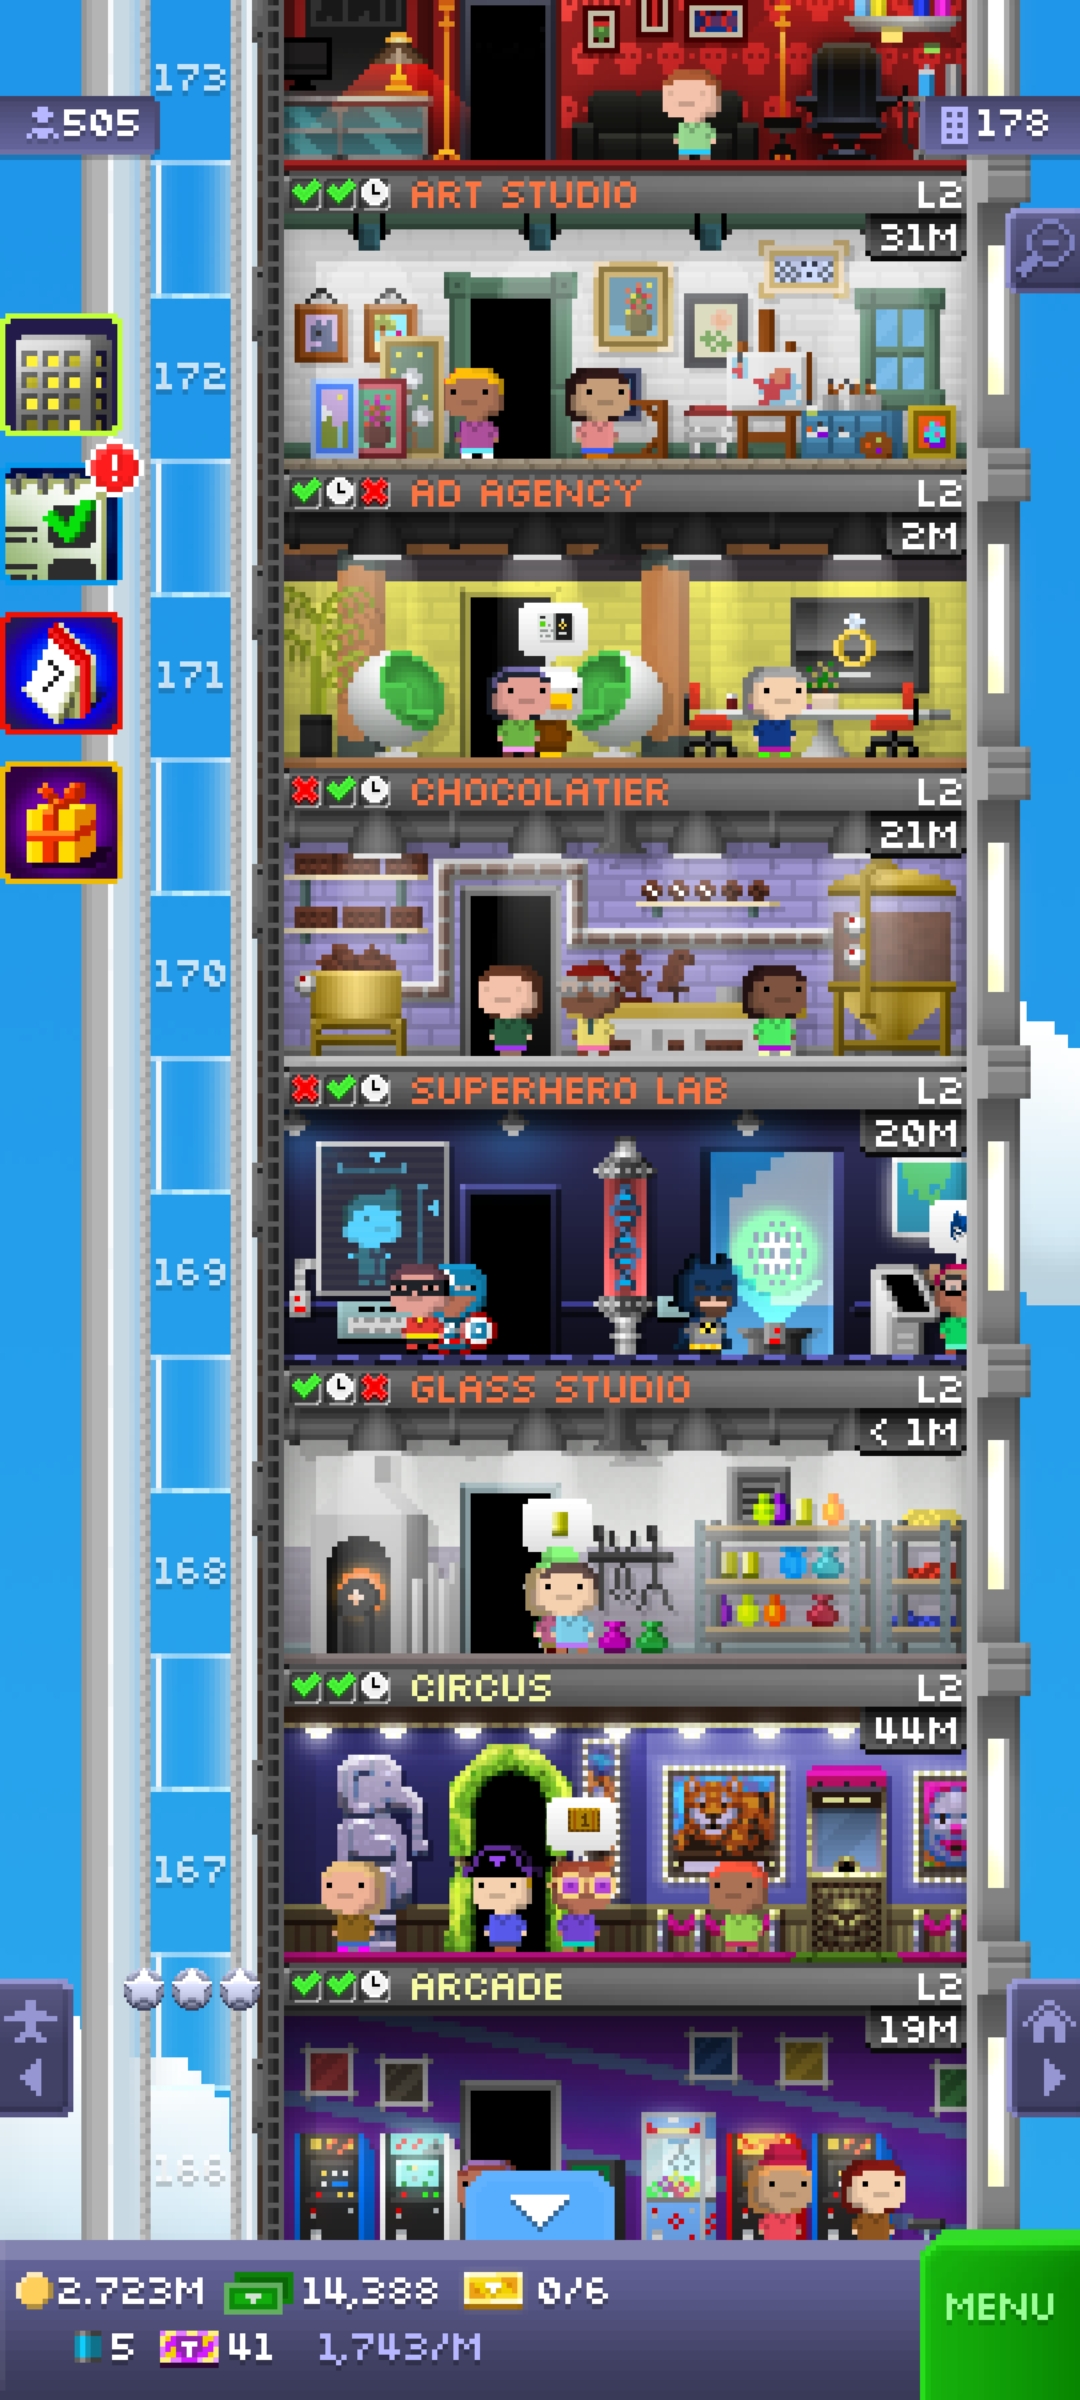 173
505
178
ART STUDIO L2
31M
172
AD AGENCY L2
2M
171
CHOCOLATIER L2
21M
170
SUPERHERO LAB L2
20M
169
GLASS STUDIO L2
< 1M
168
CIRCUS L2
44M
1
167
ARCADE L2
19M
166
2.723M 14,388 0/6
MENU
5 T 41 1,743/M